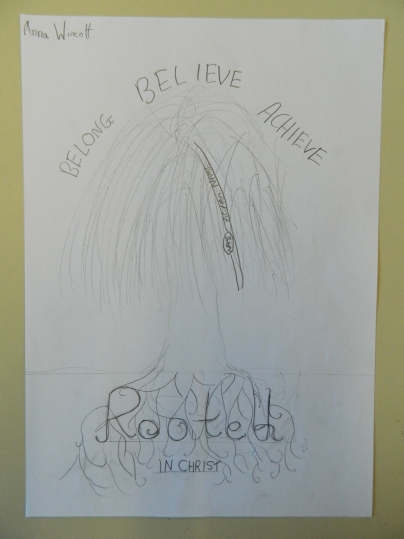 Anna Wincott
BELONG BELIEVE ACHIEVE
Rooted
IN CHRIST